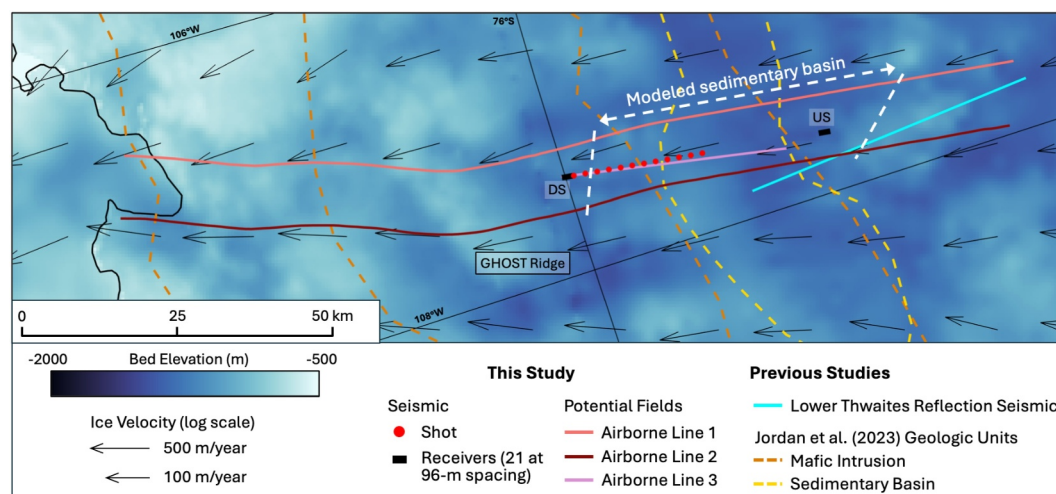 106°W
76°S
Modeled sedimentary basin
US
DS
GHOST Ridge
108°W
0 25 50 km
-2000 Bed Elevation (m) -500
Ice Velocity (log scale)
500 m/year
100 m/year
This Study
Seismic
Shot
Receivers (21 at
96-m spacing)
Potential Fields
Airborne Line 1
Airborne Line 2
Airborne Line 3
Previous Studies
Lower Thwaites Reflection Seismic
Jordan et al. (2023) Geologic Units
Mafic Intrusion
Sedimentary Basin